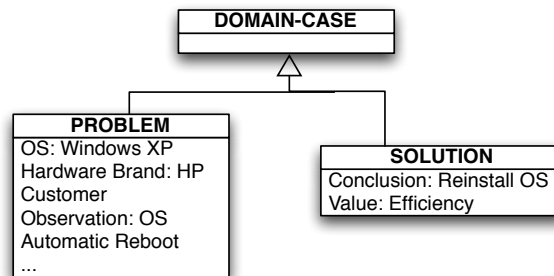 DOMAIN-CASE
PROBLEM
OS: Windows XP
Hardware Brand: HP
Customer
Observation: OS
Automatic Reboot
...
SOLUTION
Conclusion: Reinstall OS
Value: Efficiency